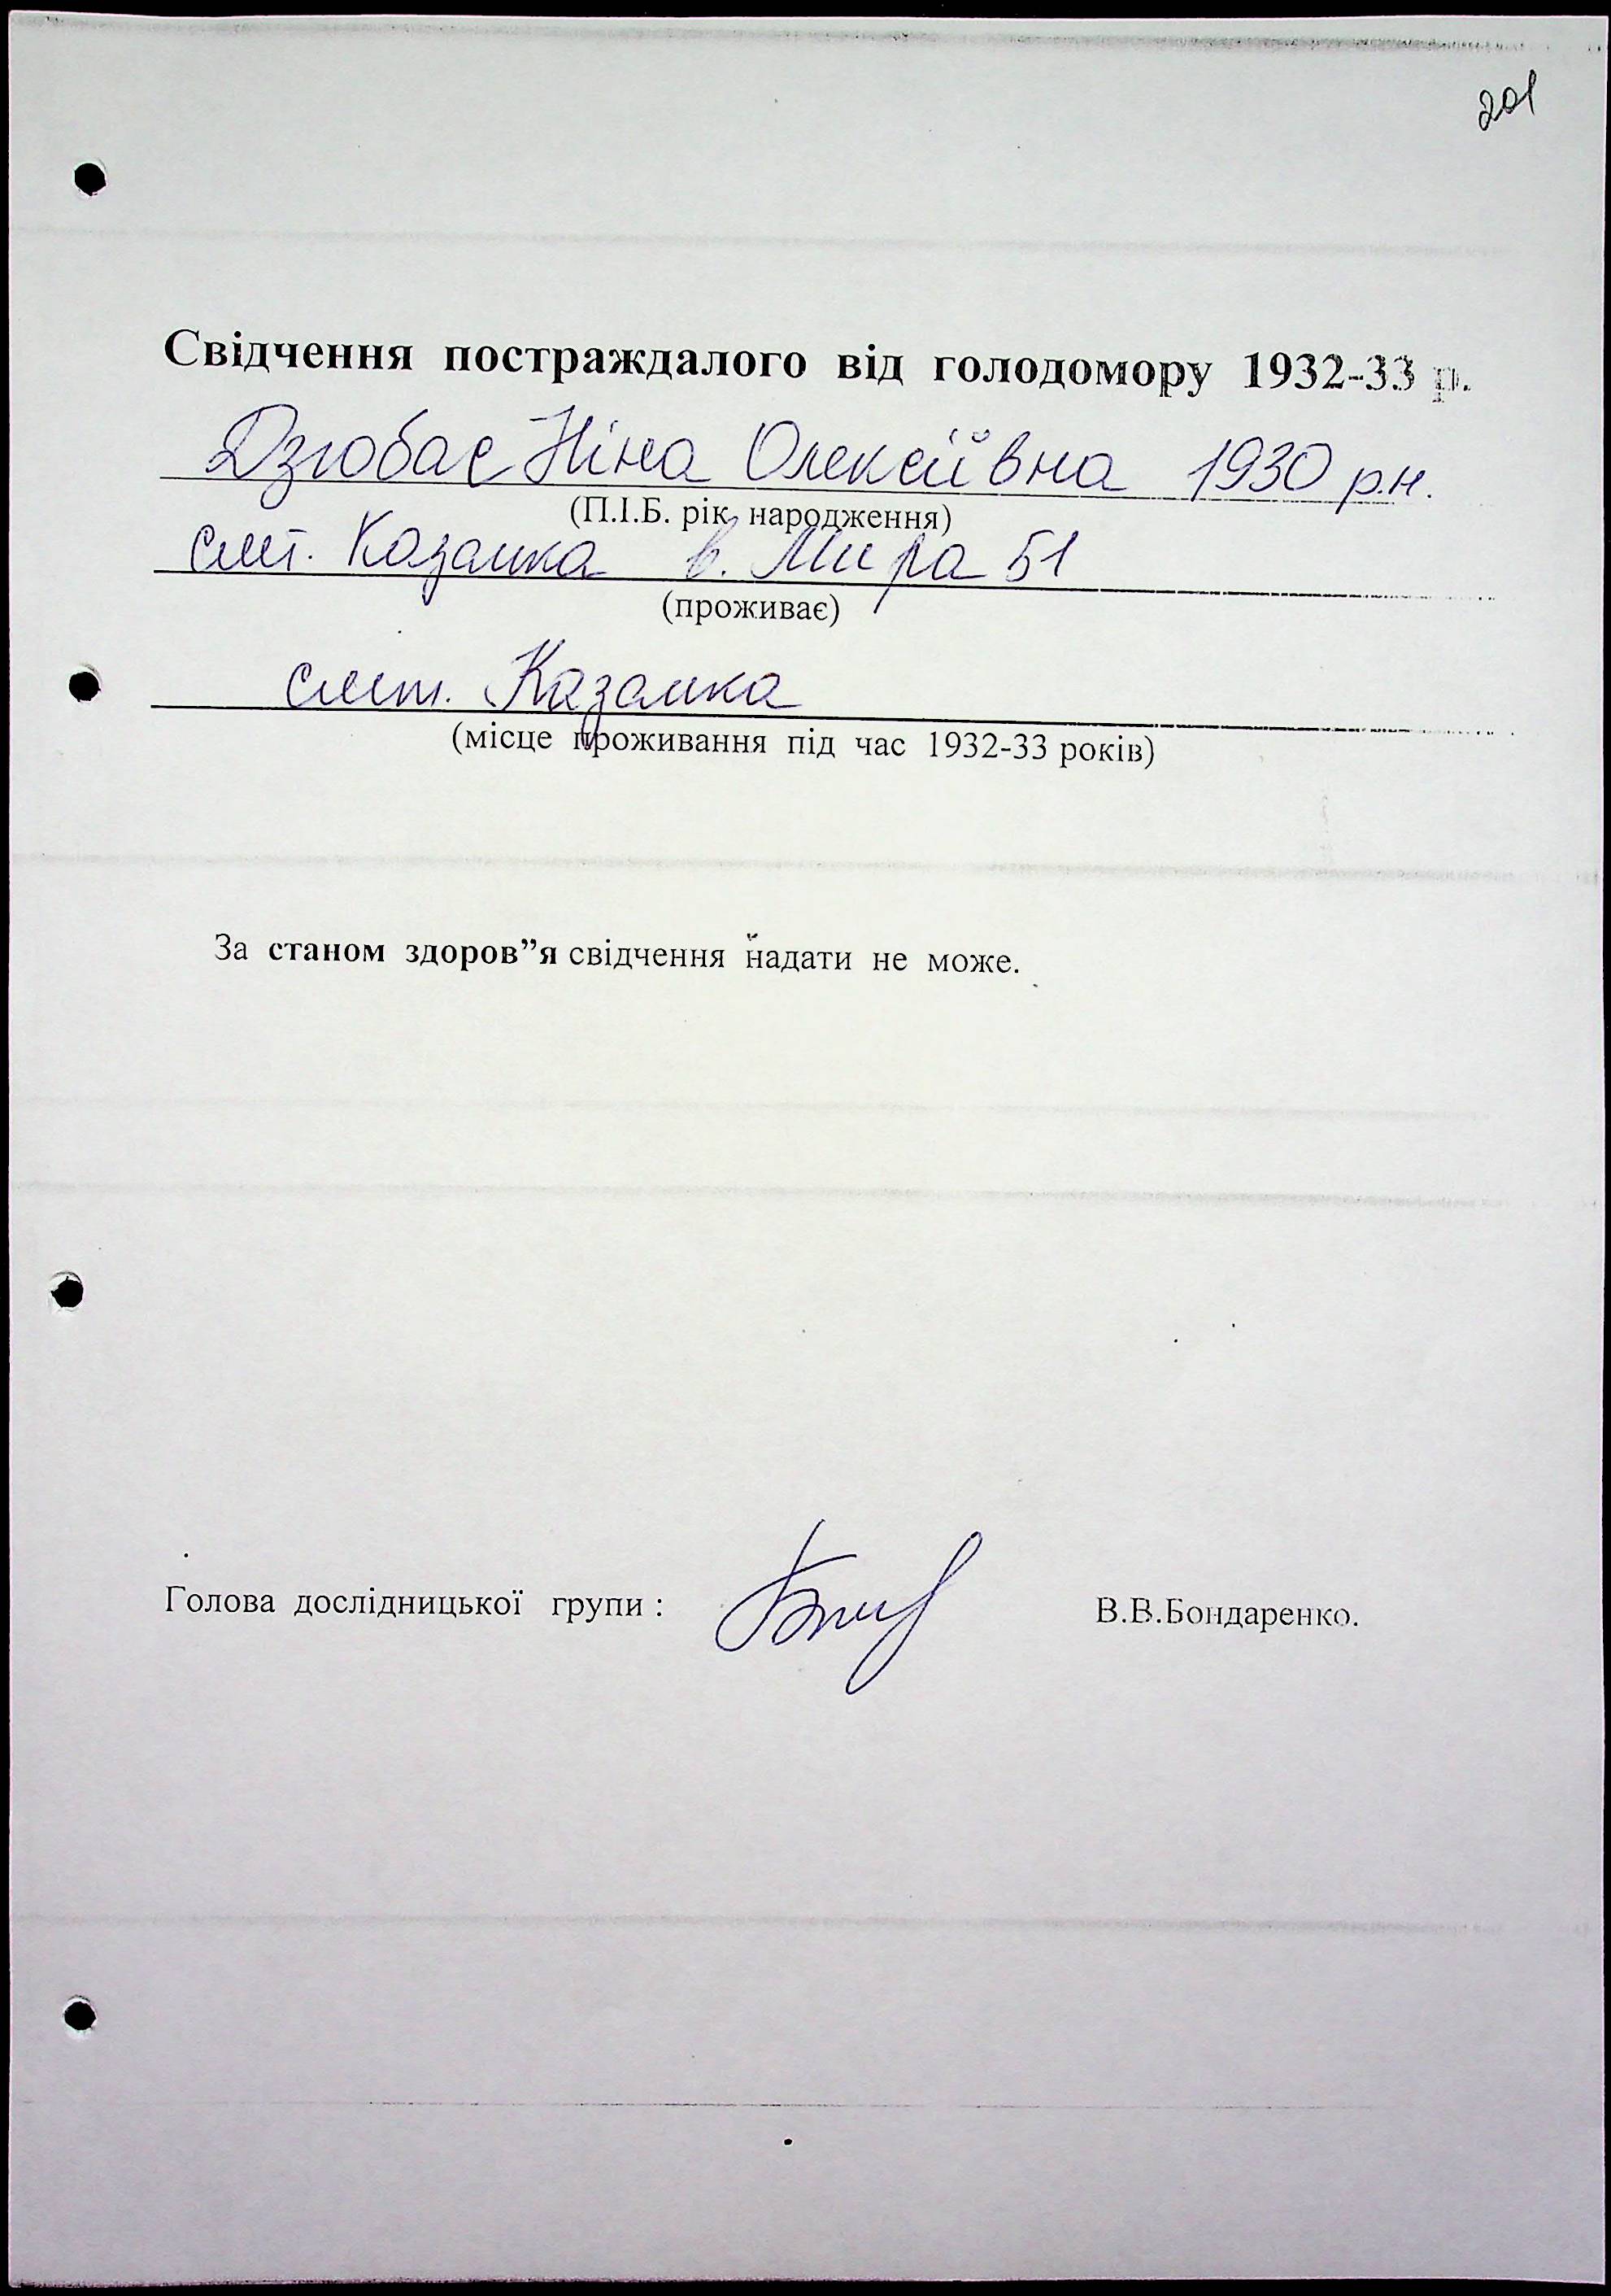 201
Свідчення постраждалого від голодомору 1932-33 р.
Дзюбас Ніна Олексіївна 1930 р.н.
(П.І.Б. рік народження)
смт. Казанка в. Мира 51
(проживає)
смт. Казанка
(місце проживання під час 1932-33 років)
За станом здоров”я свідчення надати не може.
Голова дослідницької групи :
В.В.Бондаренко.